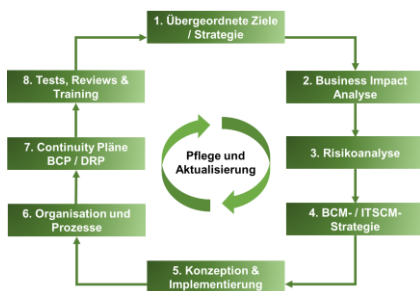 1. Übergeordnete Ziele
/ Strategie
2. Business Impact
Analyse
3. Risikoanalyse
4. BCM- / ITSCM-
Strategie
5. Konzeption &
Implementierung
6. Organisation und
Prozesse
7. Continuity Pläne
BCP / DRP
8. Tests, Reviews &
Training
Pflege und
Aktualisierung